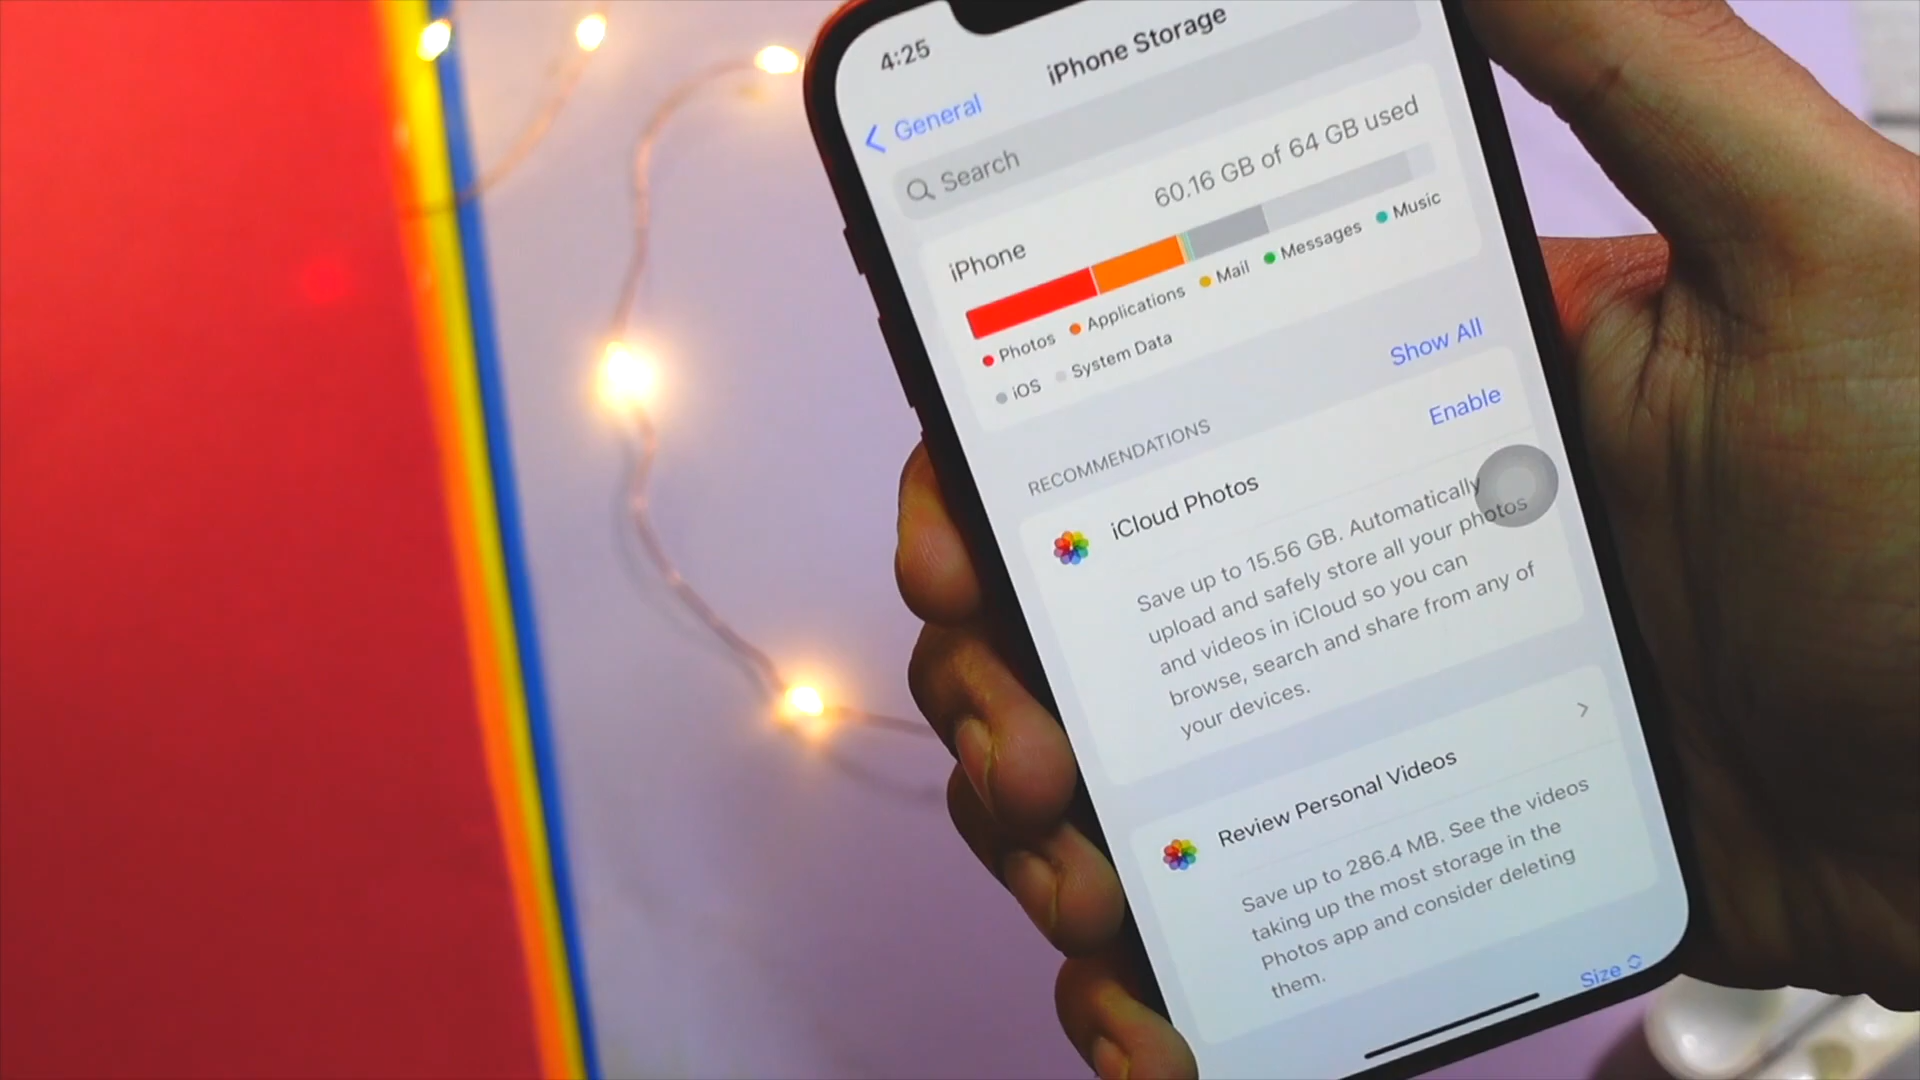 4:25
General
iPhone Storage
Search
iPhone
60.16 GB of 64 GB used
Photos
Applications
Mail
Messages
Music
iOS
System Data
RECOMMENDATIONS
Show All
iCloud Photos
Enable
Save up to 15.56 GB. Automatically
upload and safely store all your photos
and videos in iCloud so you can
browse, search and share from any of
your devices.
Review Personal Videos
Save up to 286.4 MB. See the videos
taking up the most storage in the
Photos app and consider deleting
them.
Size